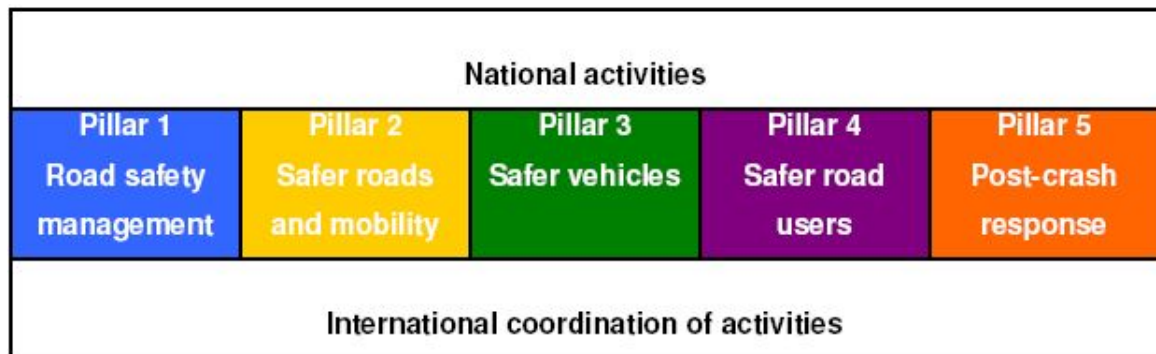 National activities
Pillar 1
Road safety
management
Pillar 2
Safer roads
and mobility
Pillar 3
Safer vehicles
Pillar 4
Safer road
users
Pillar 5
Post-crash
response
International coordination of activities